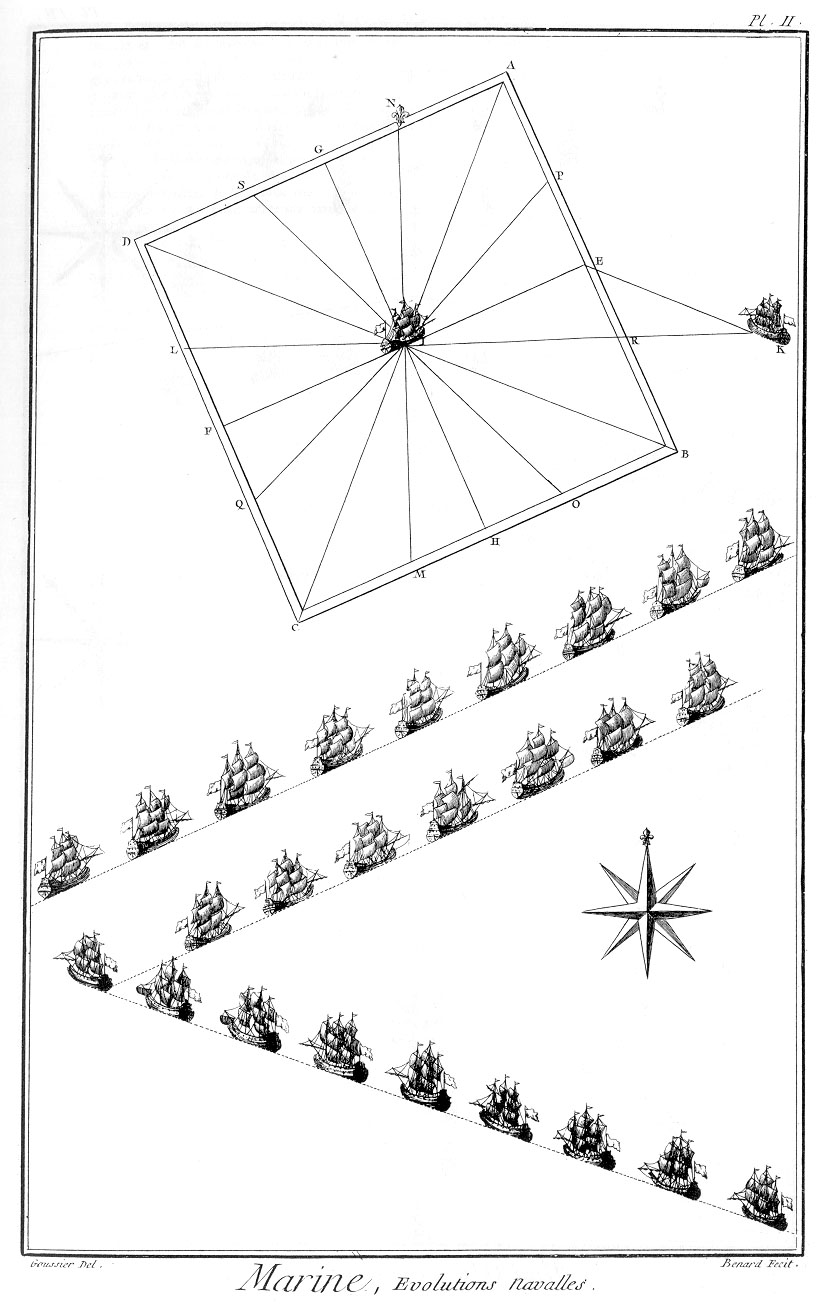 Pl. II.
A
N
G
P
S
D
E
L
R
K
F
B
Q
O
H
M
C
Goussier Del.
Benard Fecit.
Marine, Evolutions Navalles.